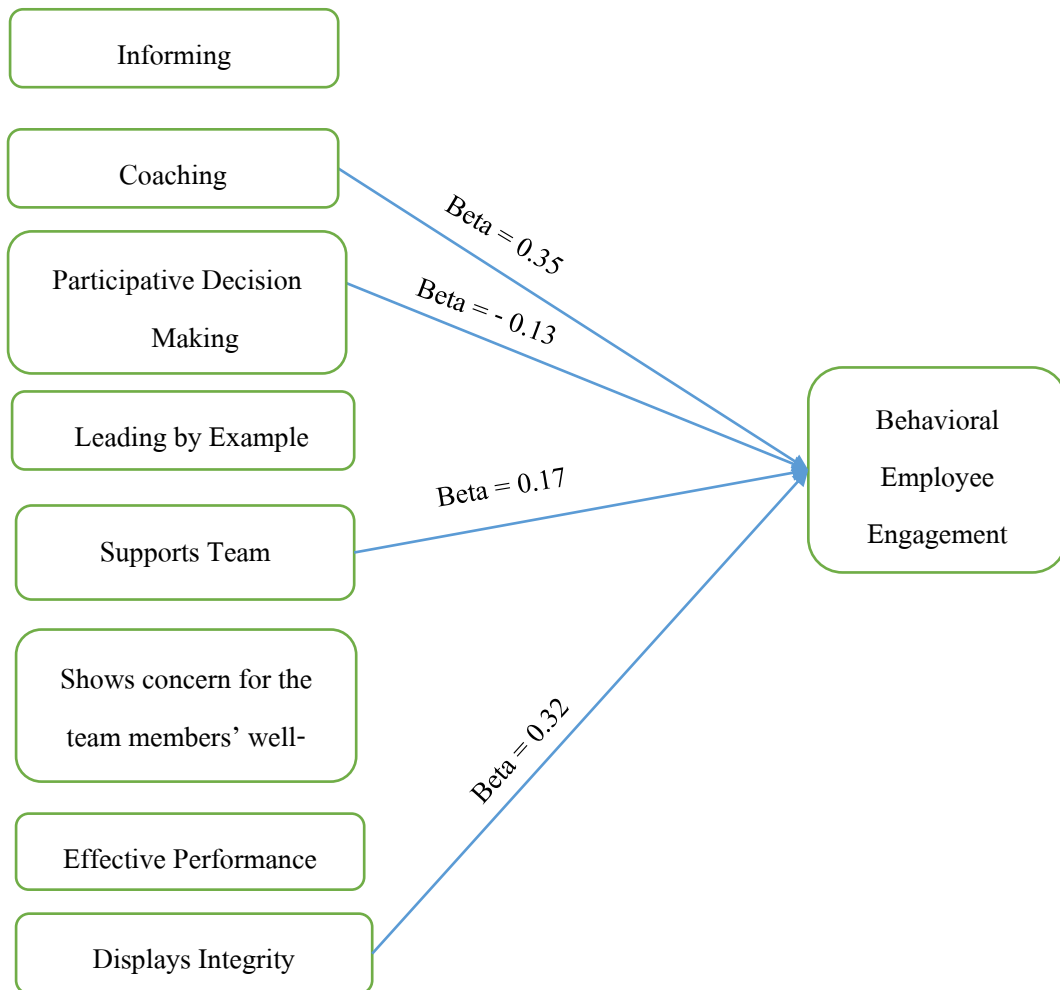 Informing
Coaching
Beta = 0.35
Participative Decision
Making
Beta = - 0.13
Leading by Example
Beta = 0.17
Supports Team
Behavioral
Employee
Engagement
Shows concern for the
team members’ well-
Beta = 0.32
Effective Performance
Displays Integrity